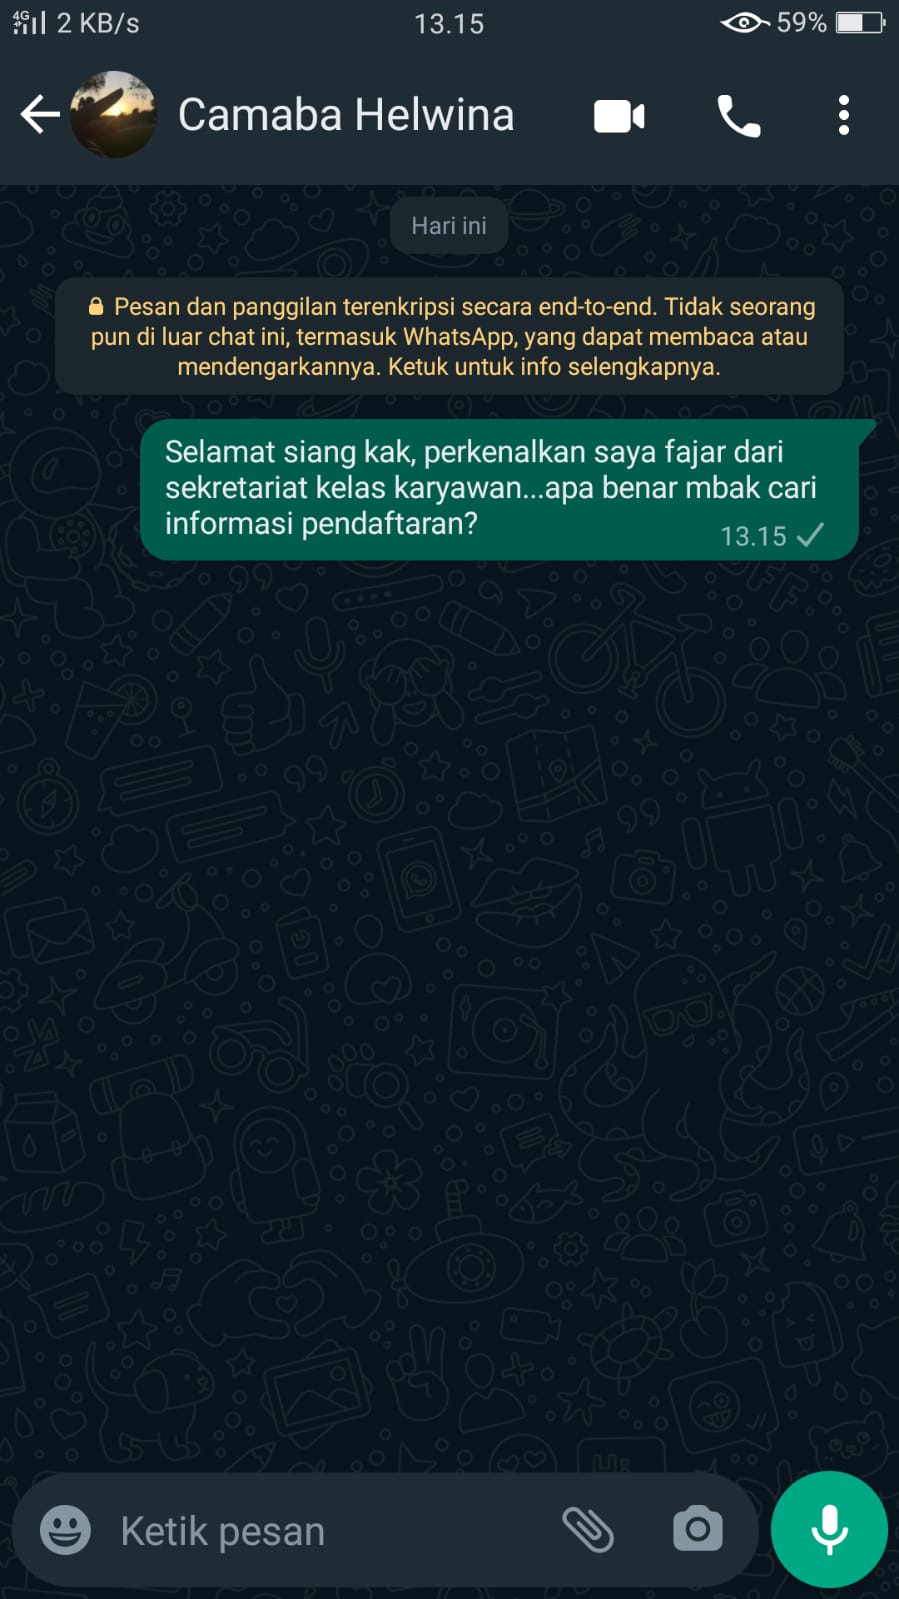 4G 2 KB/s 13.15 59%
Camaba Helwina
Hari ini
Pesan dan panggilan terenkripsi secara end-to-end. Tidak seorang
pun di luar chat ini, termasuk WhatsApp, yang dapat membaca atau
mendengarkannya. Ketuk untuk info selengkapnya.
Selamat siang kak, perkenalkan saya fajar dari
sekretariat kelas karyawan...apa benar mbak cari
informasi pendaftaran?
13.15
Ketik pesan